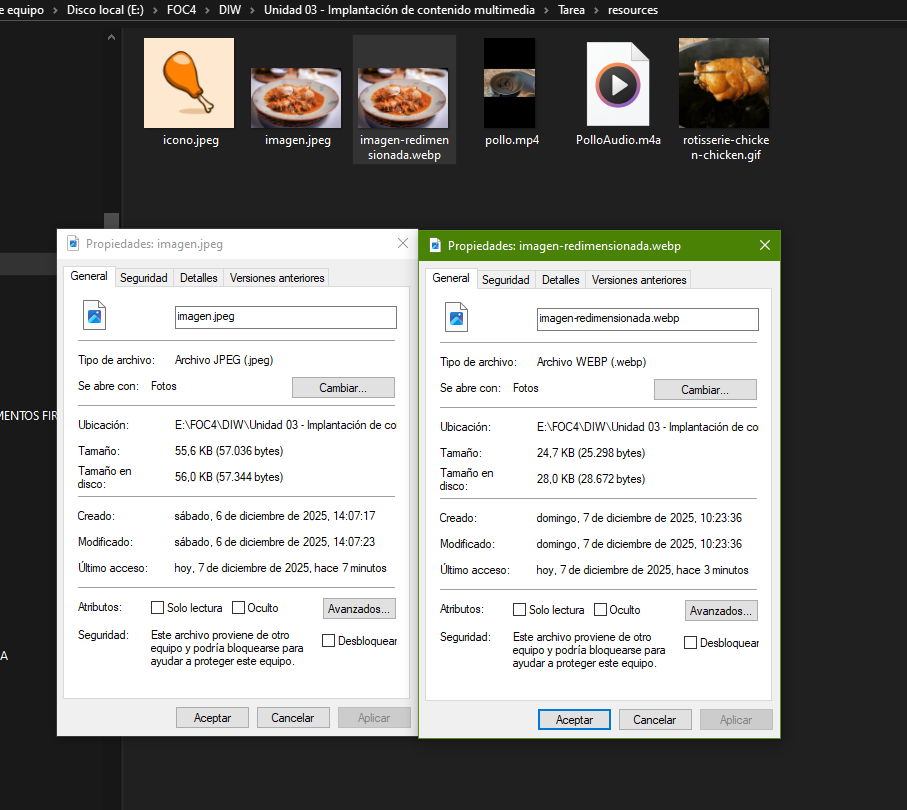 e equipo > Disco local (E:) > FOC4 > DIW > Unidad 03 - Implantación de contenido multimedia > Tarea > resources
icono.jpeg
imagen.jpeg
imagen-redimen
sionada.webp
pollo.mp4
PolloAudio.m4a
rotisserie-chicke
n-chicken.gif
MENTOS FIR
A
Propiedades: imagen.jpeg
General Seguridad Detalles Versiones anteriores
imagen.jpeg
Tipo de archivo: Archivo JPEG (.jpeg)
Se abre con: Fotos Cambiar...
Ubicación: E:\FOC4\DIW\Unidad 03 - Implantación de co
Tamaño: 55,6 KB (57.036 bytes)
Tamaño en
disco: 56,0 KB (57.344 bytes)
Creado: sábado, 6 de diciembre de 2025, 14:07:17
Modificado: sábado, 6 de diciembre de 2025, 14:07:23
Último acceso: hoy, 7 de diciembre de 2025, hace 7 minutos
Atributos: Solo lectura Oculto Avanzados...
Seguridad: Este archivo proviene de otro
equipo y podría bloquearse para
ayudar a proteger este equipo.
Desbloquear
Aceptar Cancelar Aplicar
Propiedades: imagen-redimensionada.webp
General Seguridad Detalles Versiones anteriores
imagen-redimensionada.webp
Tipo de archivo: Archivo WEBP (.webp)
Se abre con: Fotos Cambiar...
Ubicación: E:\FOC4\DIW\Unidad 03 - Implantación de co
Tamaño: 24,7 KB (25.298 bytes)
Tamaño en
disco: 28,0 KB (28.672 bytes)
Creado: domingo, 7 de diciembre de 2025, 10:23:36
Modificado: domingo, 7 de diciembre de 2025, 10:23:36
Último acceso: hoy, 7 de diciembre de 2025, hace 3 minutos
Atributos: Solo lectura Oculto Avanzados...
Seguridad: Este archivo proviene de otro
equipo y podría bloquearse para
ayudar a proteger este equipo.
Desbloquear
Aceptar Cancelar Aplicar